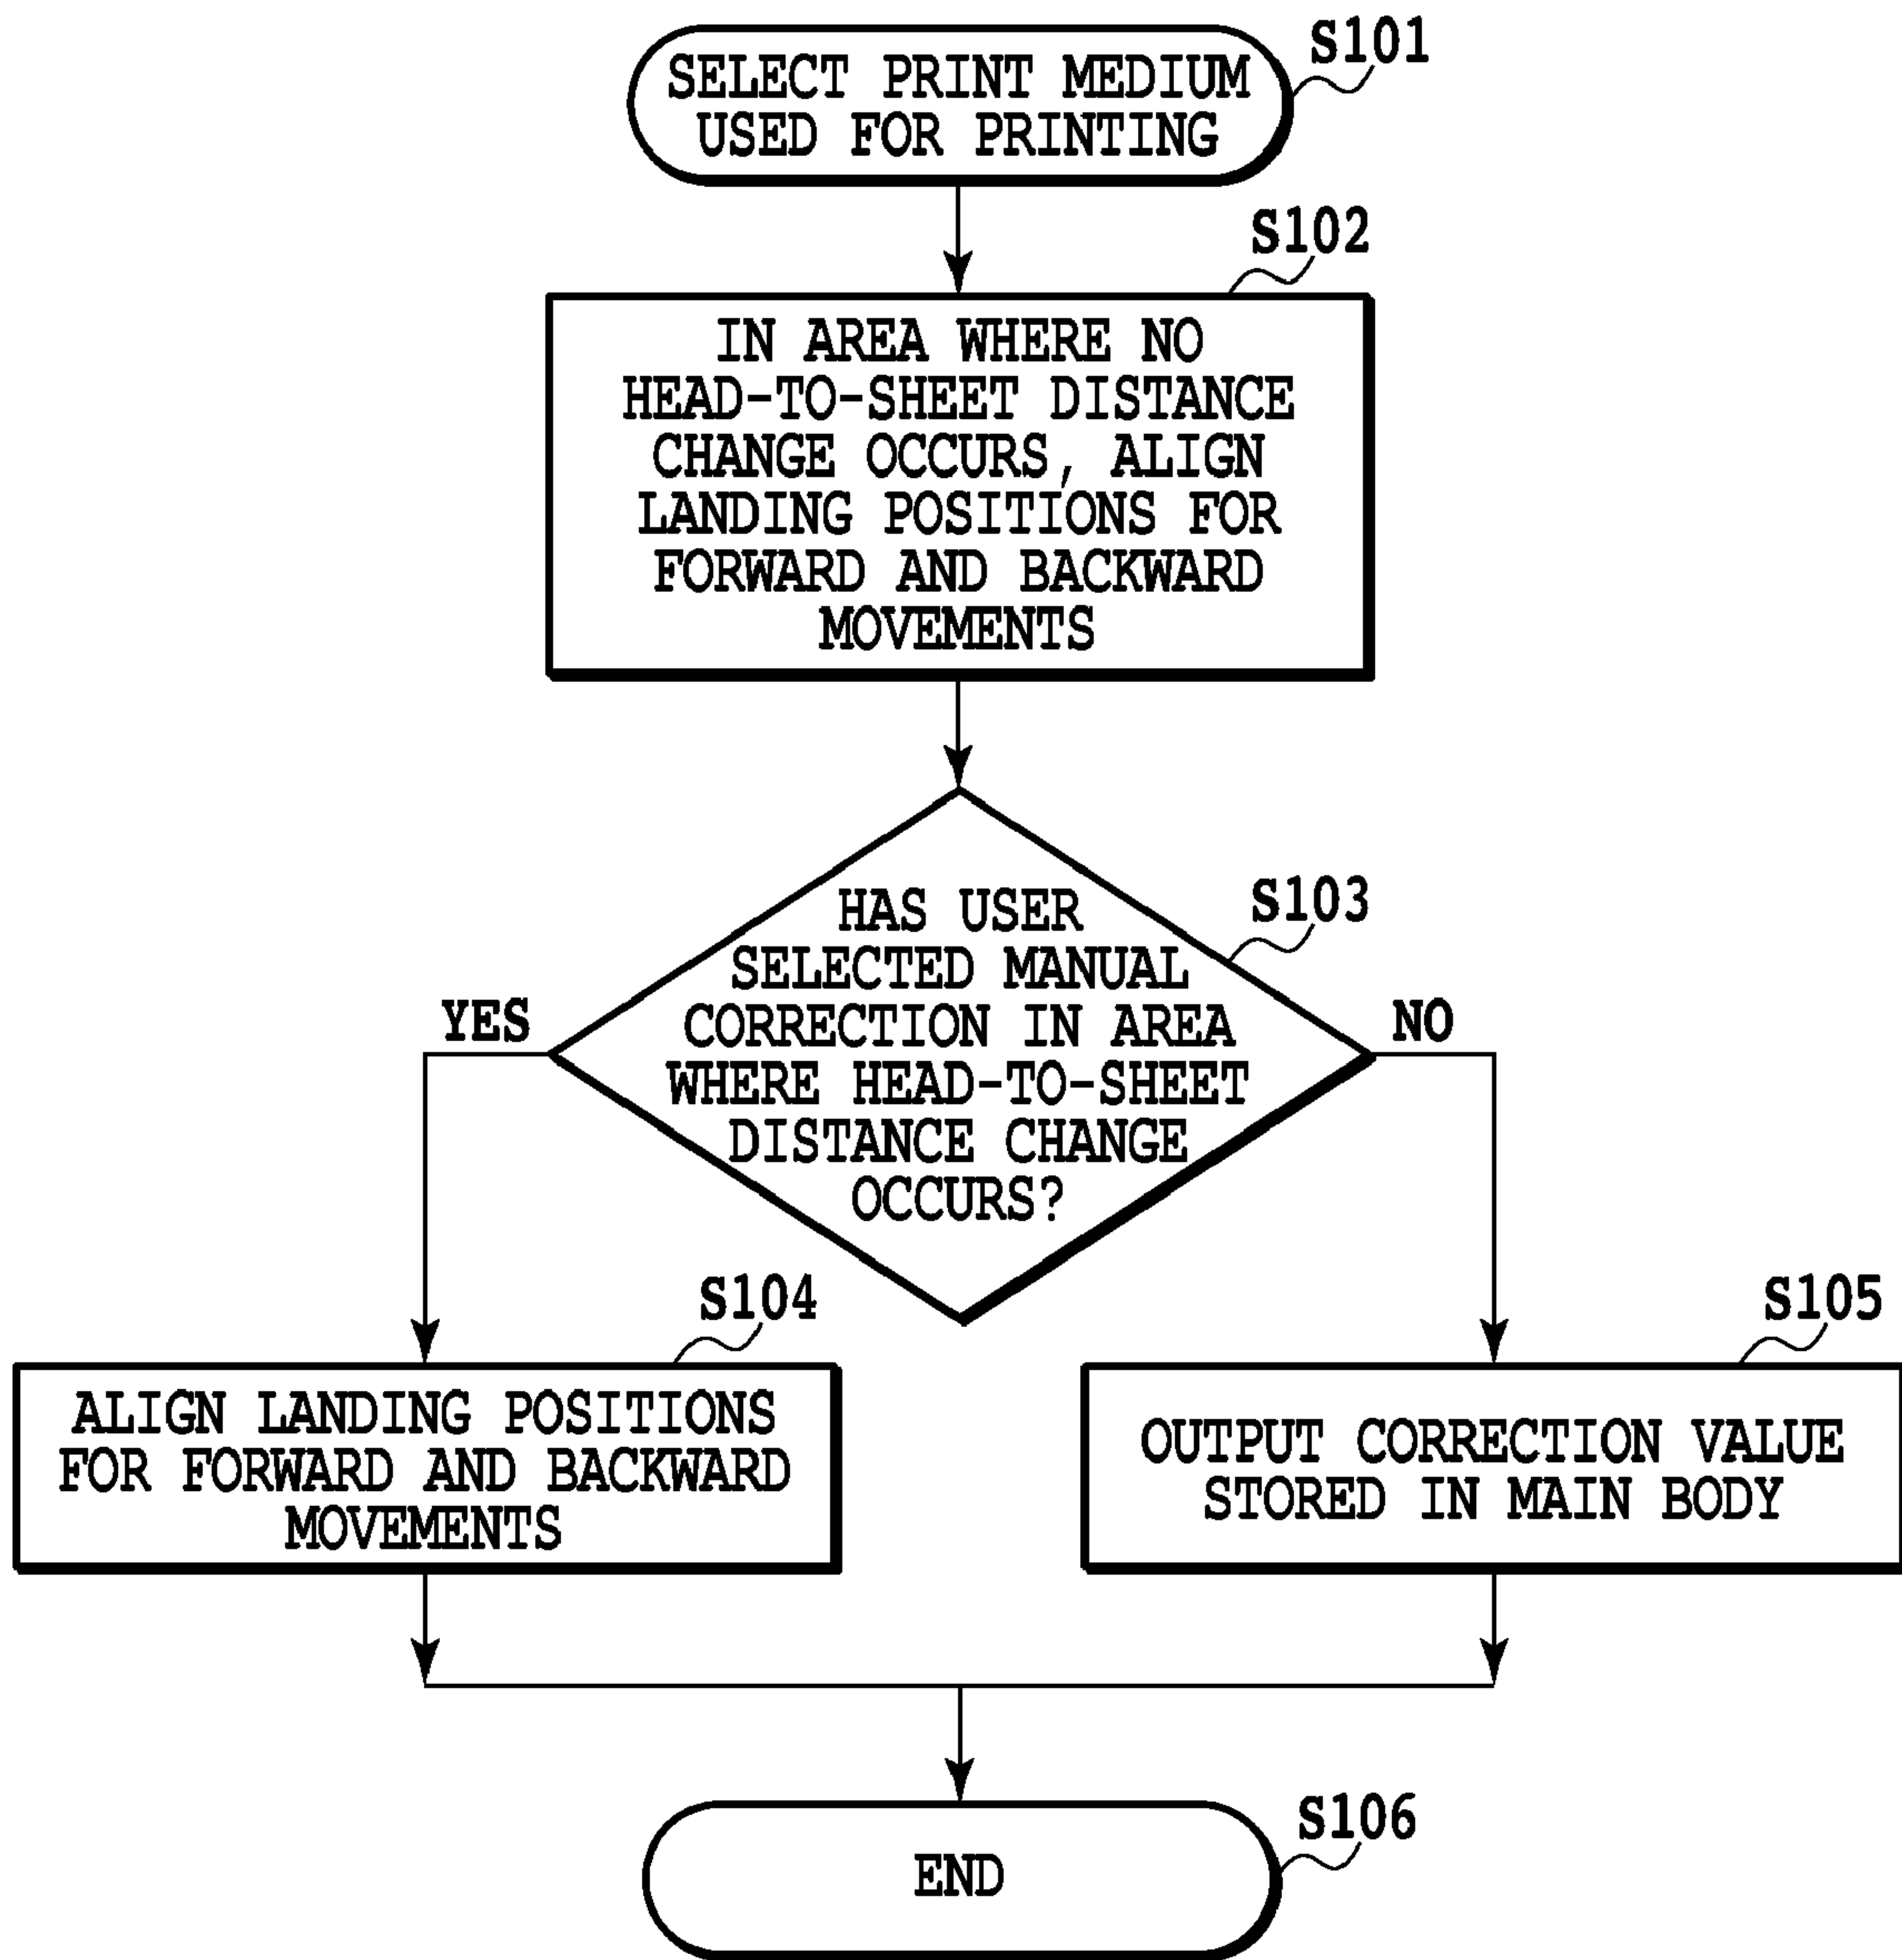 S101
SELECT PRINT MEDIUM
USED FOR PRINTING
S102
IN AREA WHERE NO
HEAD-TO-SHEET DISTANCE
CHANGE OCCURS, ALIGN
LANDING POSITIONS FOR
FORWARD AND BACKWARD
MOVEMENTS
S103
HAS USER
SELECTED MANUAL
CORRECTION IN AREA
WHERE HEAD-TO-SHEET
DISTANCE CHANGE
OCCURS?
YES
NO
S104
ALIGN LANDING POSITIONS
FOR FORWARD AND BACKWARD
MOVEMENTS
S105
OUTPUT CORRECTION VALUE
STORED IN MAIN BODY
S106
END